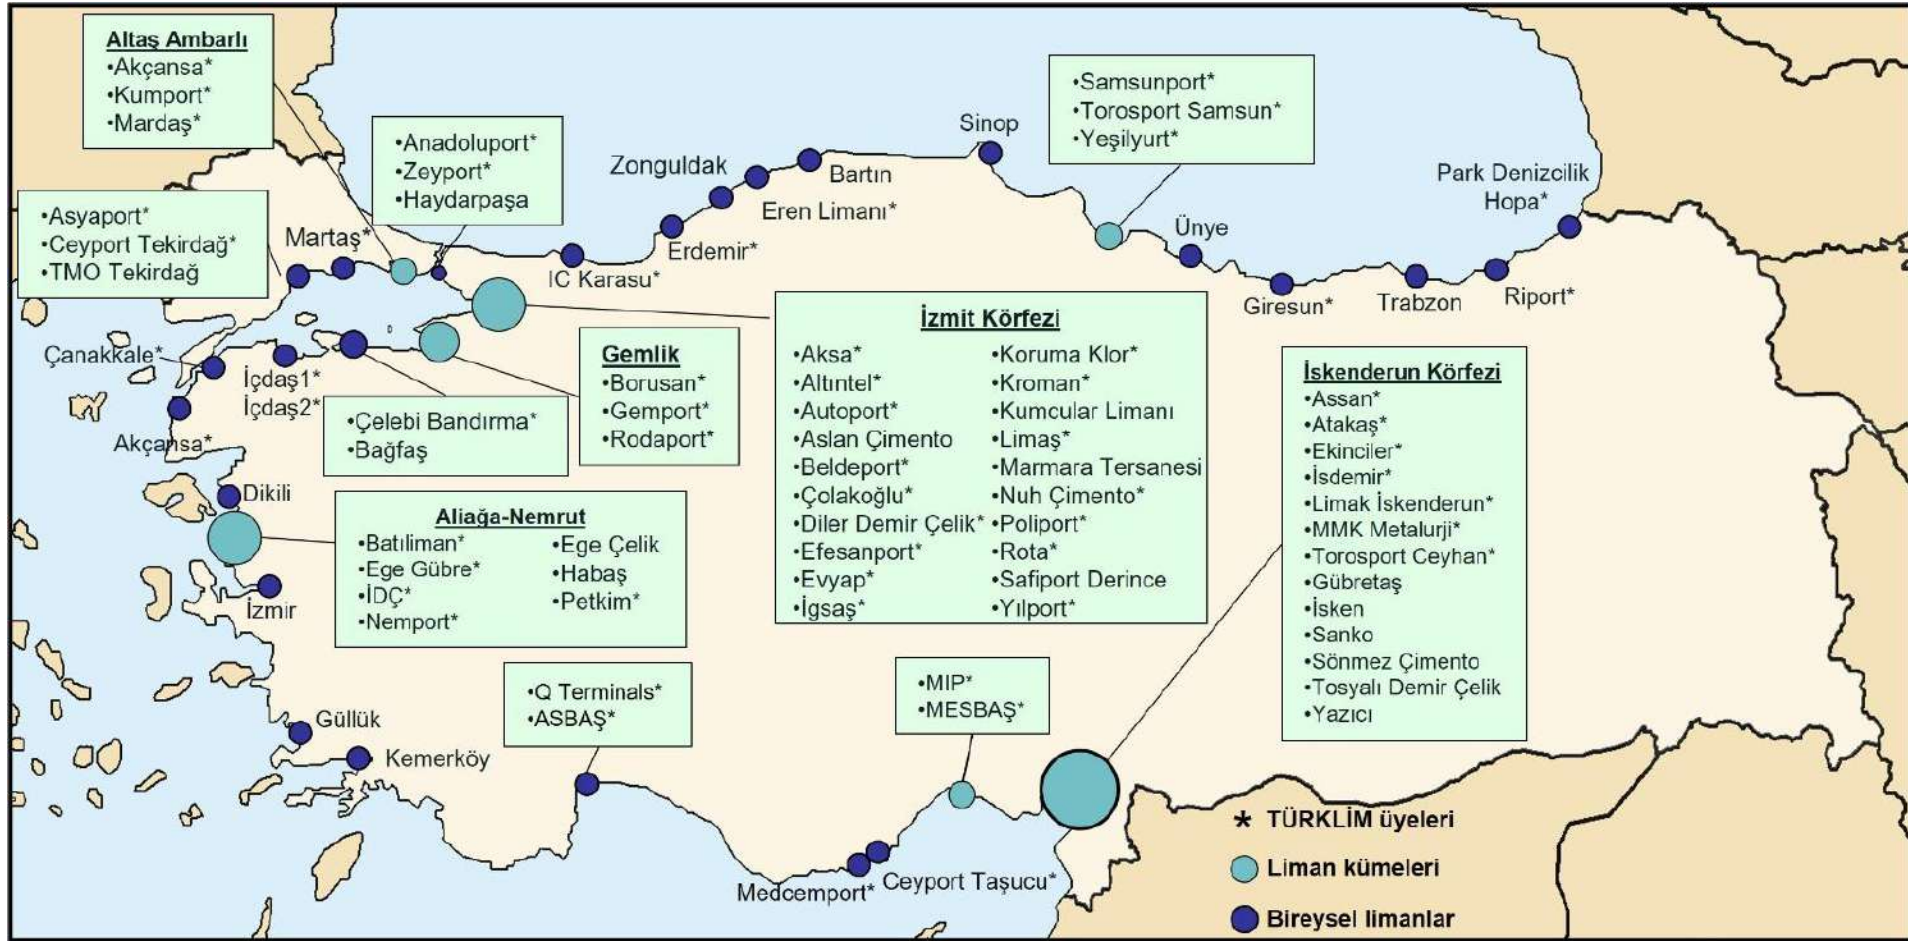 Altaş Ambarlı
•Akçansa*
•Kumport*
•Mardaş*
•Anadoluport*
•Zeyport*
•Haydarpaşa
•Asyaport*
•Ceyport Tekirdağ*
•TMO Tekirdağ
Martaş*
IC Karasu*
Erdemir*
Zonguldak
Eren Limanı*
Bartın
Sinop
•Samsunport*
•Torosport Samsun*
•Yeşilyurt*
Ünye
Giresun*
Trabzon
Riport*
Park Denizcilik
Hopa*
Çanakkale*
İçdaş1*
İçdaş2*
Akçansa*
•Çelebi Bandırma*
•Bağfaş
Gemlik
•Borusan*
•Gemport*
•Rodaport*
İzmit Körfezi
•Aksa*
•Altıntel*
•Autoport*
•Aslan Çimento
•Beldeport*
•Çolakoğlu*
•Diler Demir Çelik*
•Efesanport*
•Evyap*
•İgsaş*
•Koruma Klor*
•Kroman*
•Kumcular Limanı
•Limaş*
•Marmara Tersanesi
•Nuh Çimento*
•Poliport*
•Rota*
•Safiport Derince
•Yılport*
İskenderun Körfezi
•Assan*
•Atakaş*
•Ekinciler*
•İsdemir*
•Limak İskenderun*
•MMK Metalurji*
•Torosport Ceyhan*
•Gübretaş
•İsken
•Sanko
•Sönmez Çimento
•Tosyalı Demir Çelik
•Yazıcı
Dikili
Aliağa-Nemrut
•Batıliman*
•Ege Gübre*
•İDÇ*
•Nemport*
•Ege Çelik
•Habaş
•Petkim*
İzmir
Güllük
Kemerköy
•Q Terminals*
•ASBAŞ*
•MIP*
•MESBAŞ*
Medcemport*
Ceyport Taşucu*
* TÜRKLİM üyeleri
Liman kümeleri
Bireysel limanlar